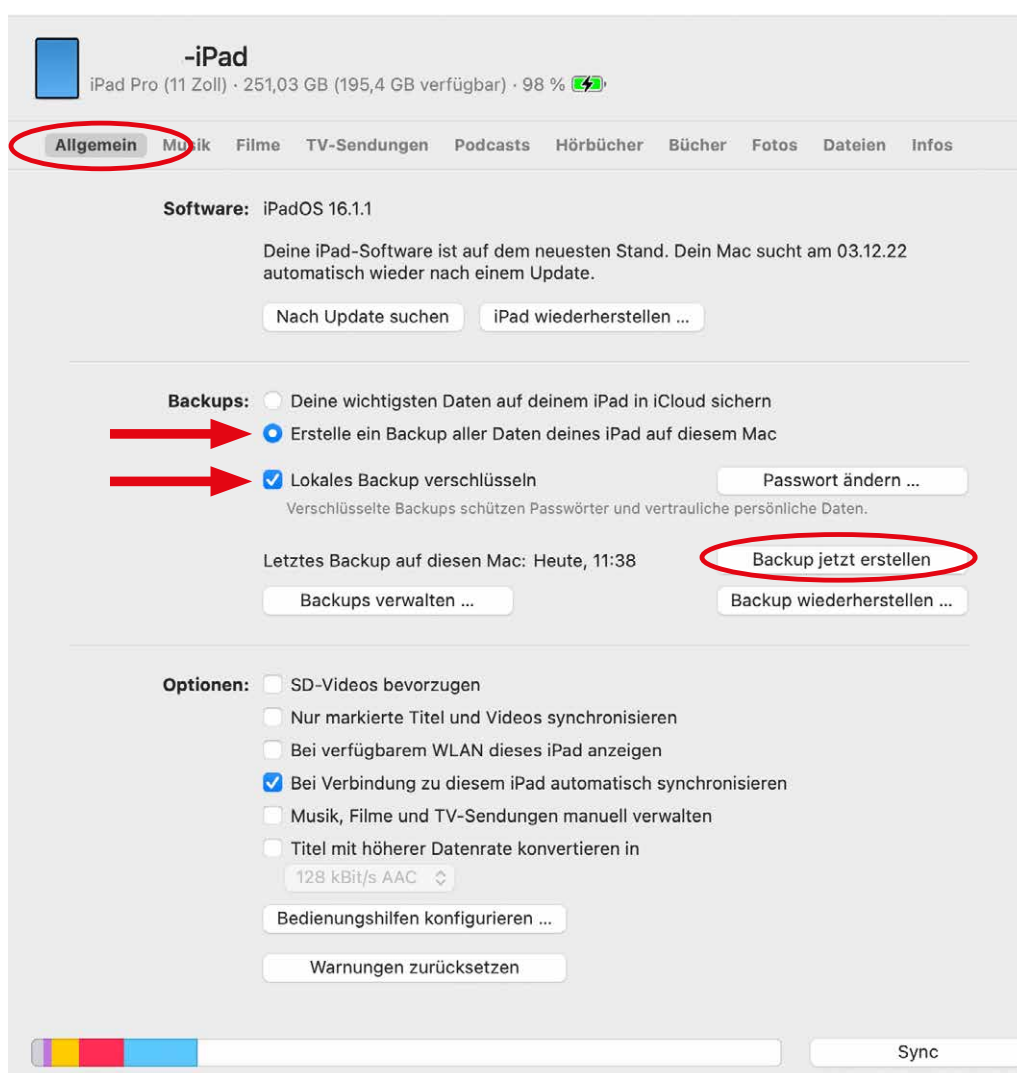 -iPad
iPad Pro (11 Zoll) · 251,03 GB (195,4 GB verfügbar) · 98 %
Allgemein Musik Filme TV-Sendungen Podcasts Hörbücher Bücher Fotos Dateien Infos
Software: iPadOS 16.1.1
Deine iPad-Software ist auf dem neuesten Stand. Dein Mac sucht am 03.12.22
automatisch wieder nach einem Update.
Nach Update suchen iPad wiederherstellen ...
Backups: Deine wichtigsten Daten auf deinem iPad in iCloud sichern
Erstelle ein Backup aller Daten deines iPad auf diesem Mac
Lokales Backup verschlüsseln Passwort ändern ...
Verschlüsselte Backups schützen Passwörter und vertrauliche persönliche Daten.
Letztes Backup auf diesen Mac: Heute, 11:38 Backup jetzt erstellen
Backups verwalten ... Backup wiederherstellen ...
Optionen: SD-Videos bevorzugen
Nur markierte Titel und Videos synchronisieren
Bei verfügbarem WLAN dieses iPad anzeigen
Bei Verbindung zu diesem iPad automatisch synchronisieren
Musik, Filme und TV-Sendungen manuell verwalten
Titel mit höherer Datenrate konvertieren in
128 kBit/s AAC
Bedienungshilfen konfigurieren ...
Warnungen zurücksetzen
Sync